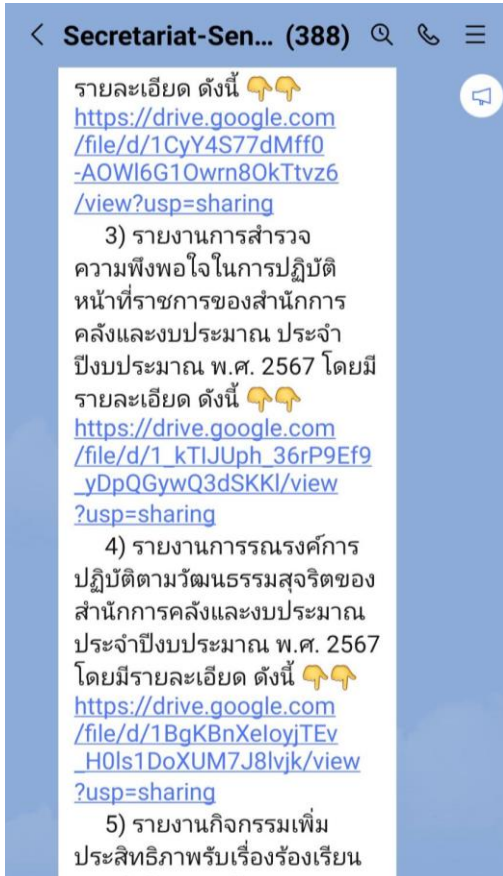 Secretariat-Sen... (388)
รายละเอียด ดังนี้ 👇👇
https://drive.google.com
/file/d/1CyY4S77dMff0
-AOWl6G1Owrn8OkTtvz6
/view?usp=sharing
3) รายงานการสำรวจ
ความพึงพอใจในการปฏิบัติ
หน้าที่ราชการของสำนักการ
คลังและงบประมาณ ประจำ
ปีงบประมาณ พ.ศ. 2567 โดยมี
รายละเอียด ดังนี้ 👇👇
https://drive.google.com
/file/d/1_kTIJUph_36rP9Ef9
_yDpQGywQ3dSKKl/view
?usp=sharing
4) รายงานการรณรงค์การ
ปฏิบัติตามวัฒนธรรมสุจริตของ
สำนักการคลังและงบประมาณ
ประจำปีงบประมาณ พ.ศ. 2567
โดยมีรายละเอียด ดังนี้ 👇👇
https://drive.google.com
/file/d/1BgKBnXeIoyjTEv
_H0ls1DoXUM7J8lvjk/view
?usp=sharing
5) รายงานกิจกรรมเพิ่ม
ประสิทธิภาพรับเรื่องร้องเรียน